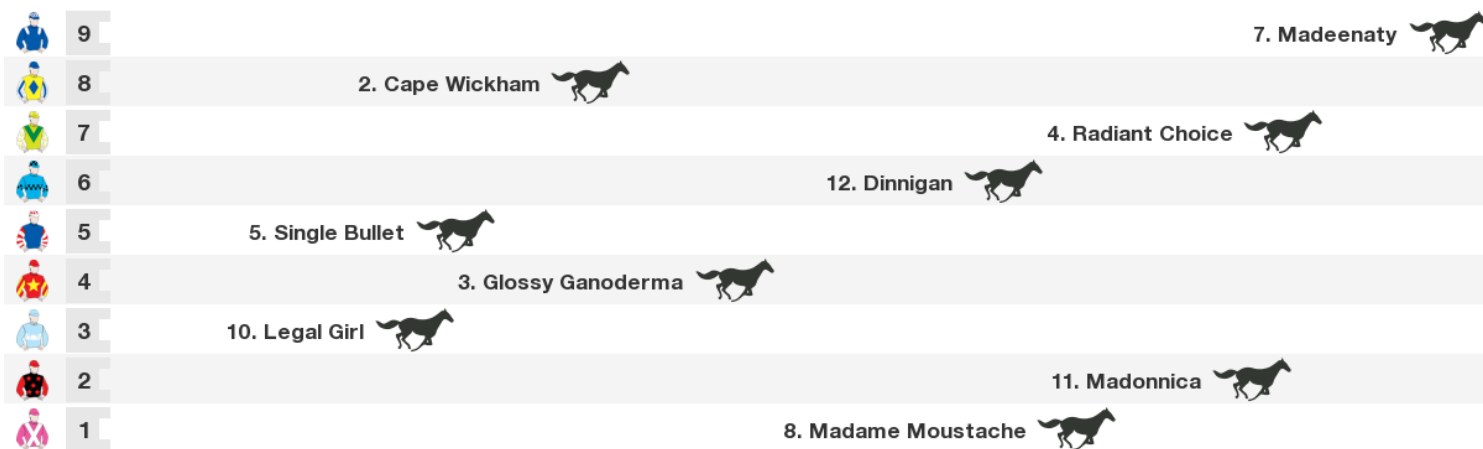 9 7. Madeenaty
8 2. Cape Wickham
7 4. Radiant Choice
6 12. Dinnigan
5 5. Single Bullet
4 3. Glossy Ganoderma
3 10. Legal Girl
2 11. Madonnica
1 8. Madame Moustache